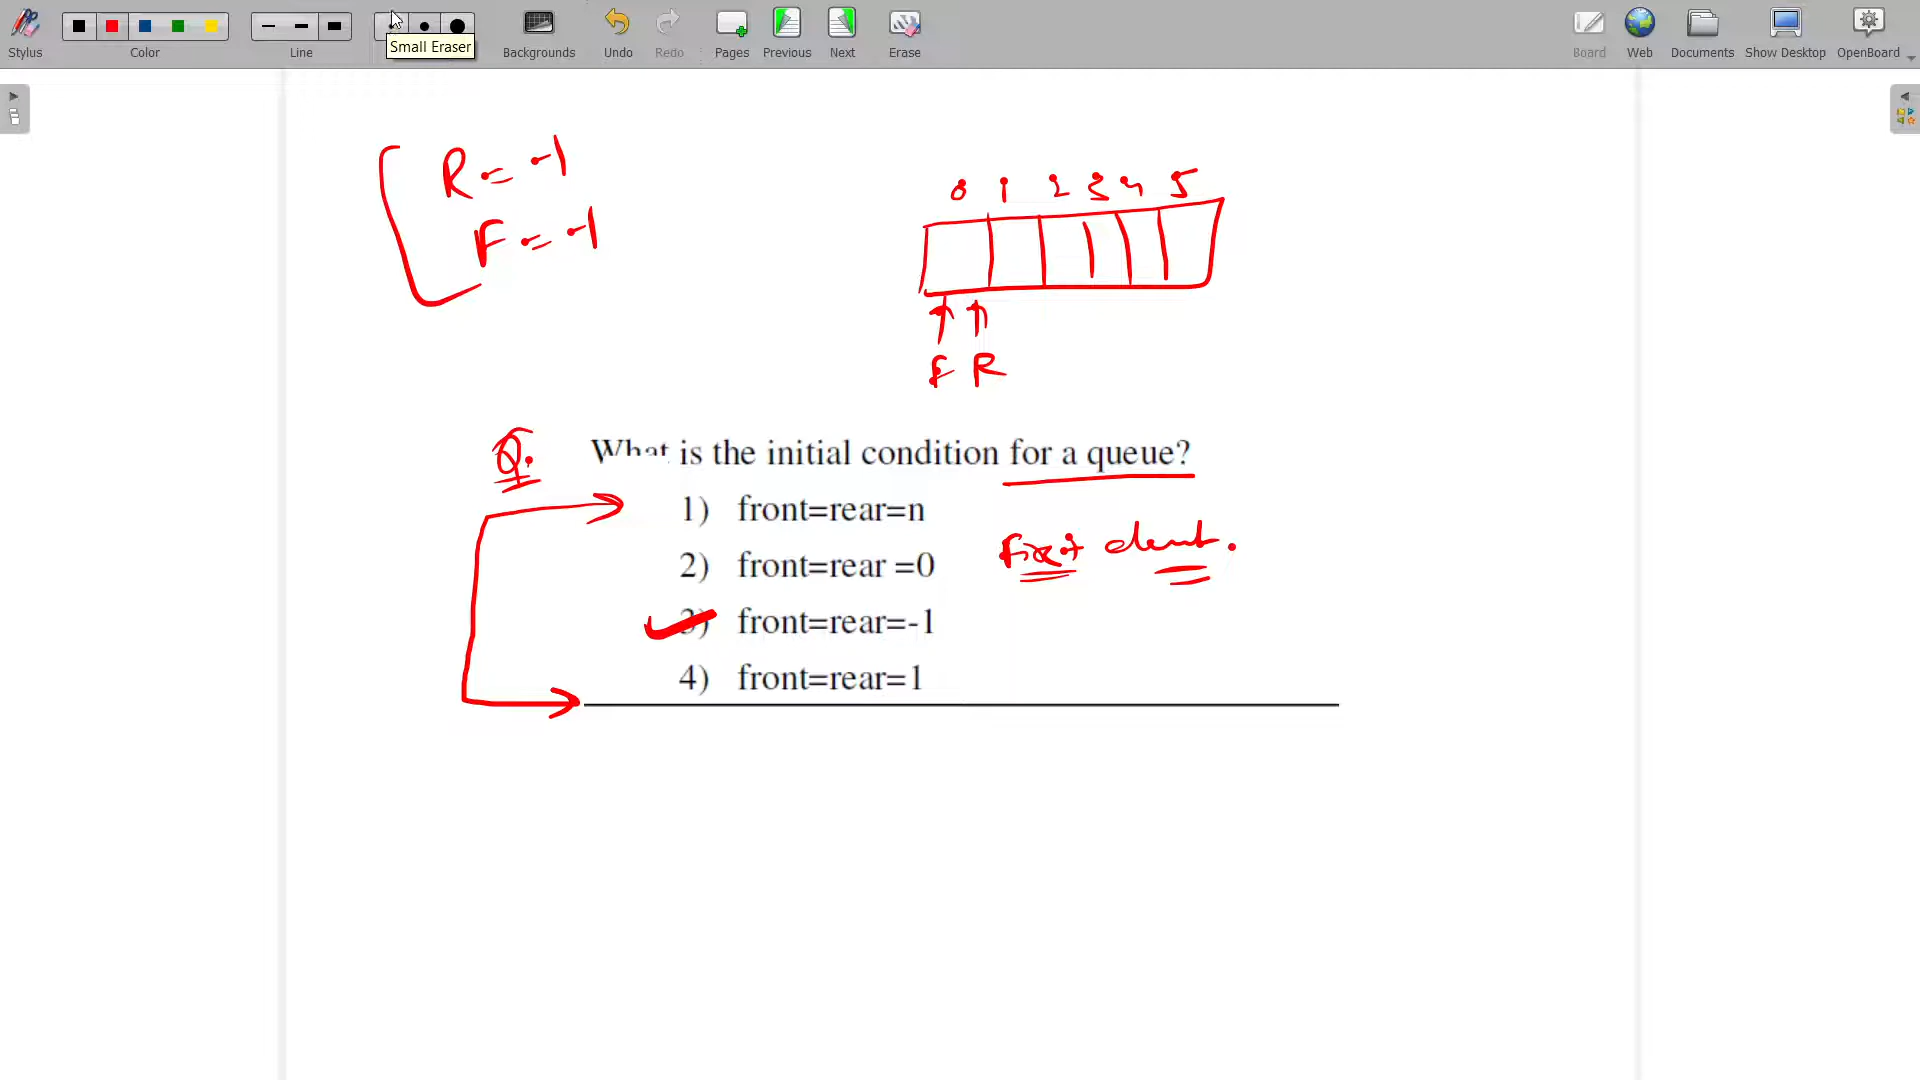 Small Eraser
Stylus
Color
Line
Backgrounds
Undo
Redo
Pages
Previous
Next
Erase
Board
Web
Documents
Show Desktop
OpenBoard
R = -1
F = -1
0 1 2 3 4 5
F R
Q. What is the initial condition for a queue?
1) front=rear=n
2) front=rear =0
First element.
3) front=rear=-1
4) front=rear=1